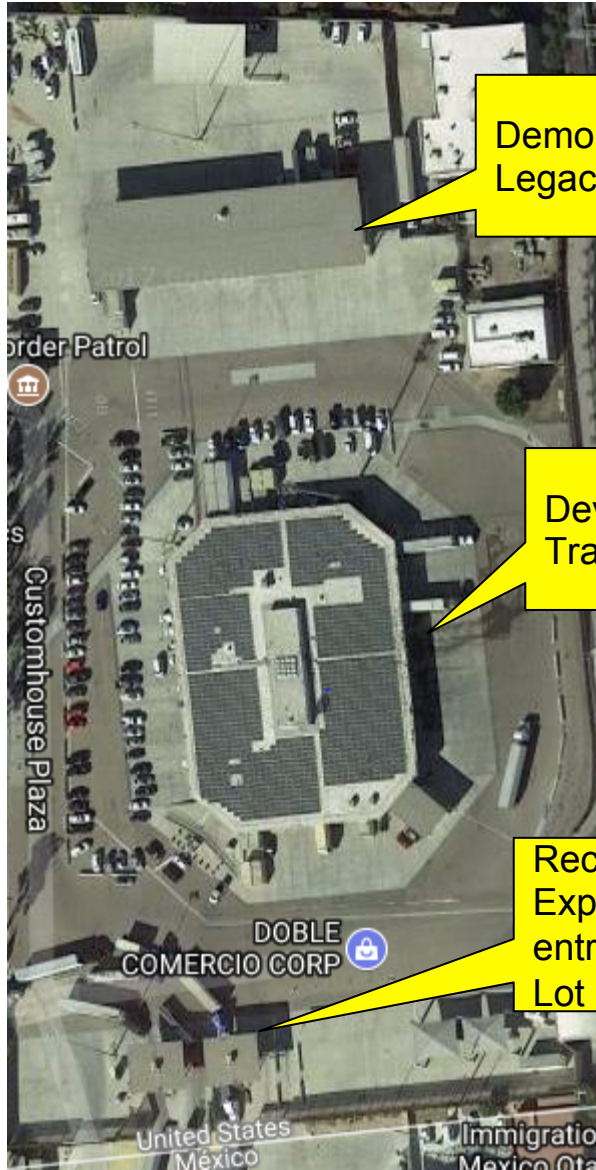 Demo
Legac
order Patrol
Dev
Tra
s
Customhouse Plaza
Rec
Exp
entr
Lot
DOBLE
COMERCIO CORP
United States
México
Immigratio
Mexico Ota